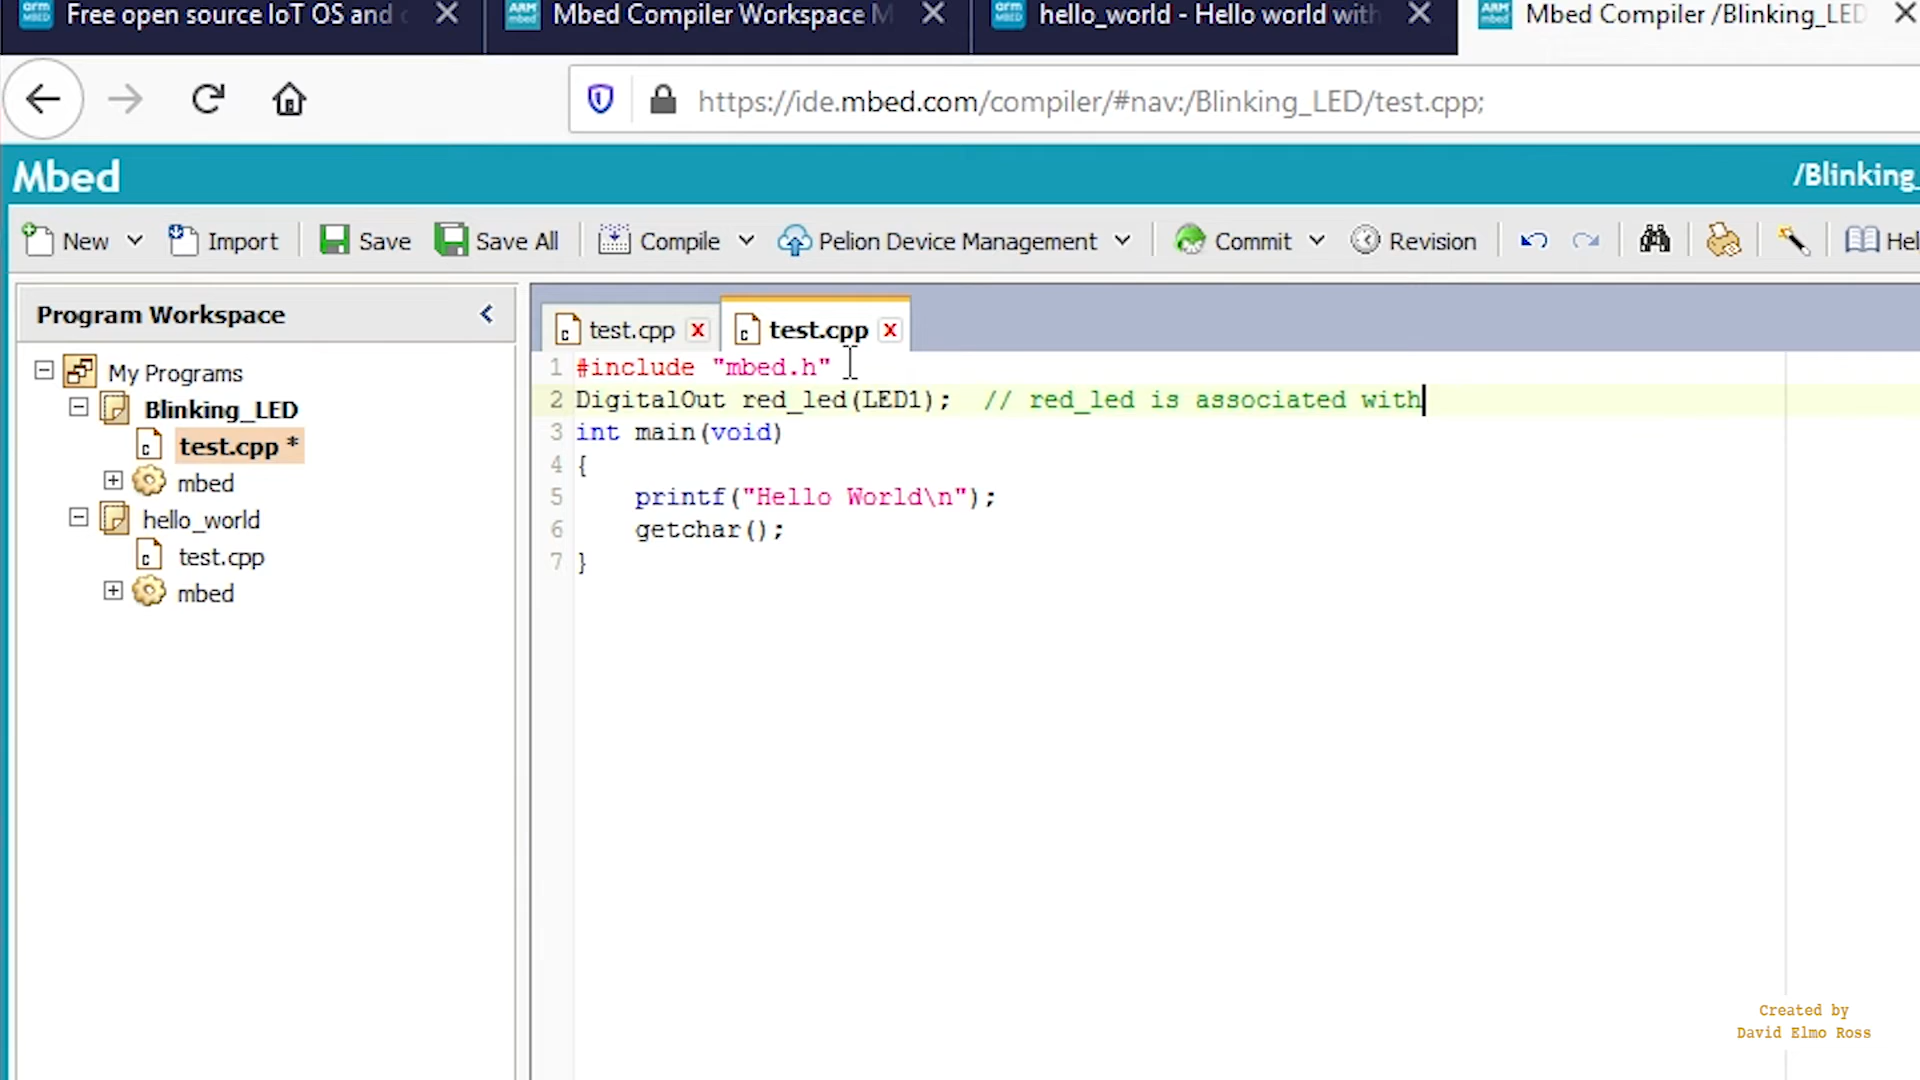 Free open source IoT OS and
Mbed Compiler Workspace M
hello_world - Hello world with
Mbed Compiler /Blinking_LED
https://ide.mbed.com/compiler/#nav:/Blinking_LED/test.cpp;
Mbed
/Blinking_
New
Import
Save
Save All
Compile
Pelion Device Management
Commit
Revision
Hel
Program Workspace
My Programs
Blinking_LED
test.cpp *
mbed
hello_world
test.cpp
mbed
test.cpp
test.cpp
1 #include "mbed.h"
2 DigitalOut red_led(LED1);  // red_led is associated with
3 int main(void)
4 {
5     printf("Hello World\n");
6     getchar();
7 }
Created by
David Elmo Ross